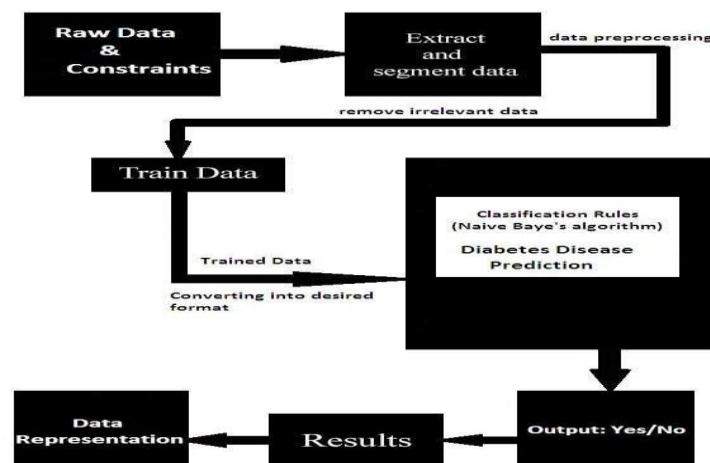 Raw Data
&
Constraints
Extract
and
segment data
data preprocessing
remove irrelevant data
Train Data
Classification Rules
(Naive Baye's algorithm)
Diabetes Disease
Prediction
Trained Data
Converting into desired
format
Data
Representation
Results
Output: Yes/No